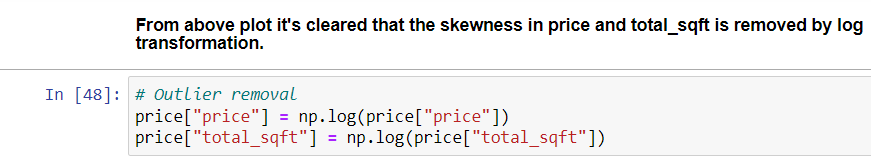 From above plot it's cleared that the skewness in price and total_sqft is removed by log
transformation.
In [48]: # Outlier removal
price["price"] = np.log(price["price"])
price["total_sqft"] = np.log(price["total_sqft"])